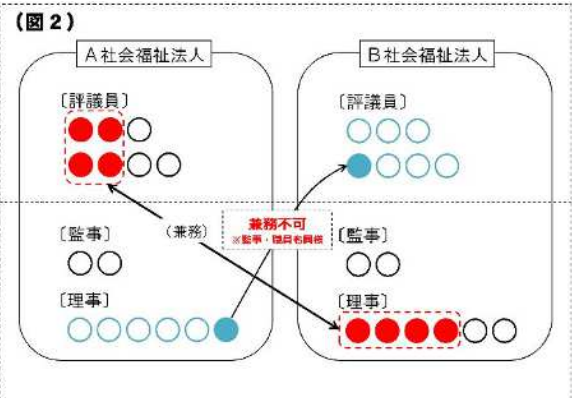 (図2)
A社会福祉法人
B社会福祉法人
〔評議員〕
〔評議員〕
(兼務)
兼務不可
※監事・職員も同様
〔監事〕
〔監事〕
〔理事〕
〔理事〕